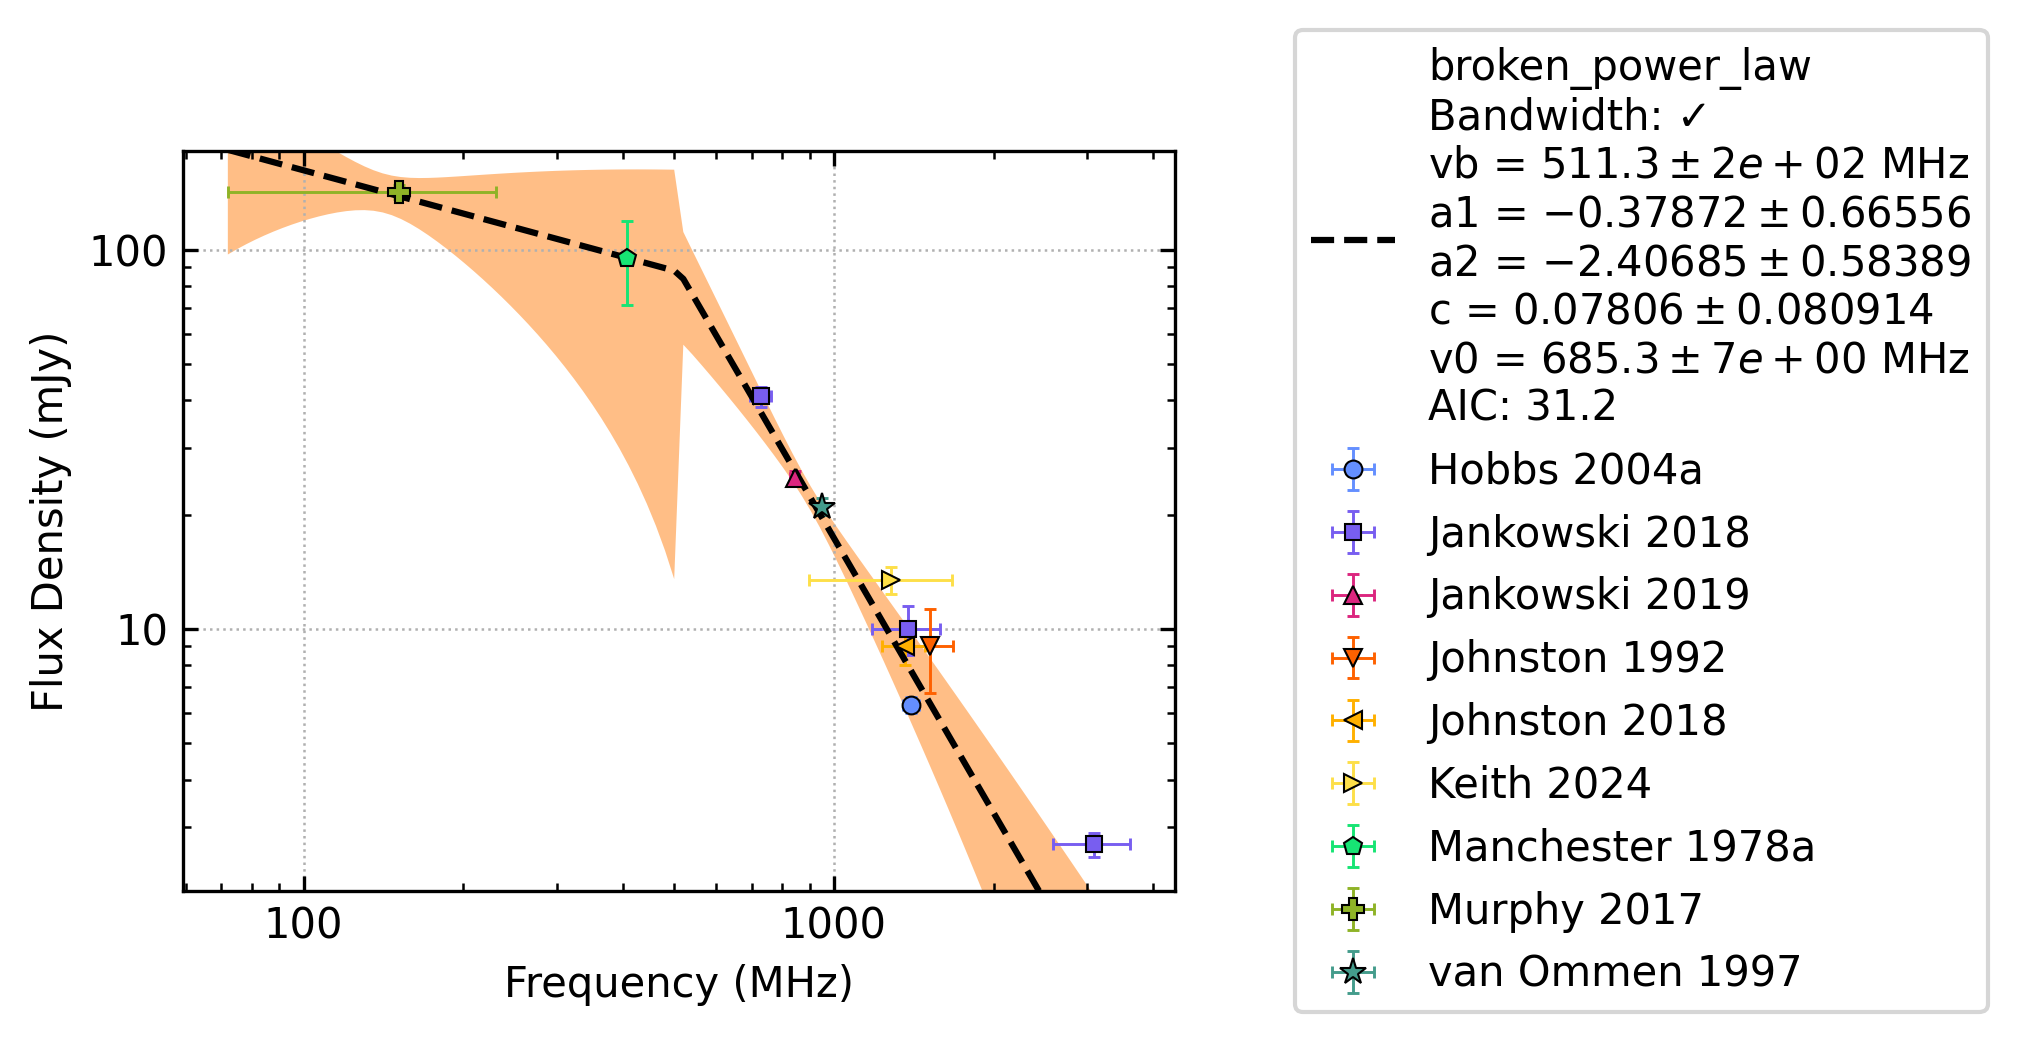 broken_power_law
Bandwidth: ✓
vb = 511.3 ± 2e + 02 MHz
a1 = −0.37872 ± 0.66556
a2 = −2.40685 ± 0.58389
c = 0.07806 ± 0.080914
v0 = 685.3 ± 7e + 00 MHz
AIC: 31.2
Hobbs 2004a
Jankowski 2018
Jankowski 2019
Johnston 1992
Johnston 2018
Keith 2024
Manchester 1978a
Murphy 2017
van Ommen 1997
Flux Density (mJy)
100
10
100
1000
Frequency (MHz)